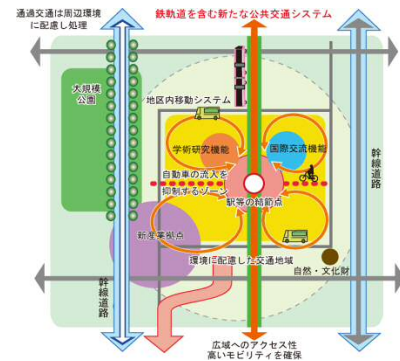 通過交通は周辺環境
に配慮し処理
鉄軌道を含む新たな公共交通システム
大規模
公園
地区内移動システム
学術研究機能
国際交流機能
自動車の流入を
抑制するゾーン
駅等の結節点
新産業拠点
環境に配慮した交通地域
自然・文化財
幹線道路
幹線道路
広域へのアクセス性
高いモビリティを確保